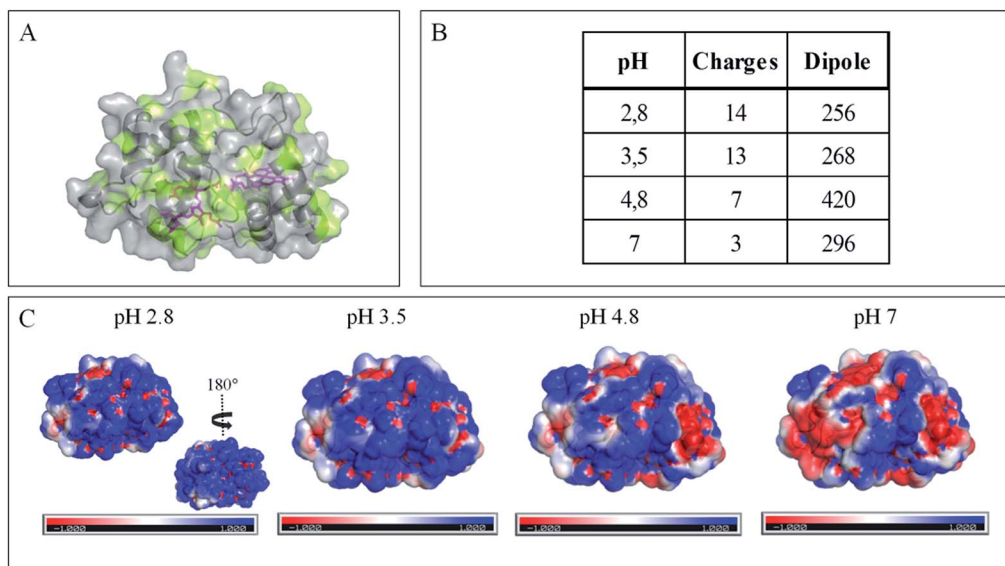 A
B
pH Charges Dipole
2,8 14 256
3,5 13 268
4,8 7 420
7 3 296
C
pH 2.8 pH 3.5 pH 4.8 pH 7
180°
-1.000 1.000 -1.000 1.000 -1.000 1.000 -1.000 1.000